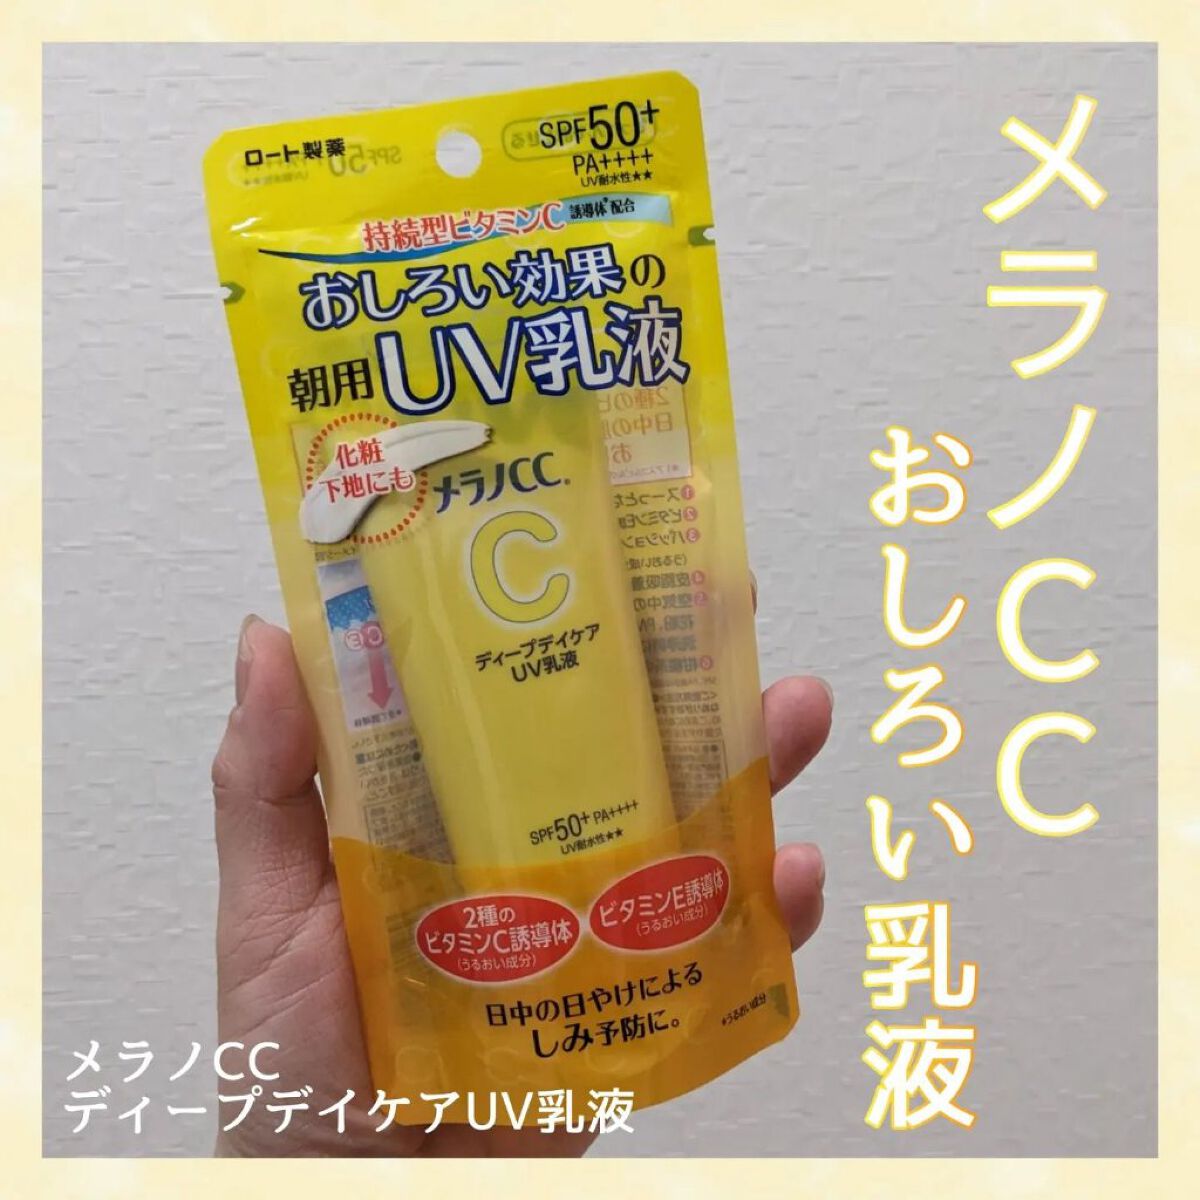 メラノCC
おしろい乳液
ロート製薬
SPF50+
PA++++
UV耐水性★★
持続型ビタミンC誘導体*配合
おしろい効果の
朝用UV乳液
化粧
下地にも
メラノCC®
C
ディープデイケア
UV乳液
SPF50+ PA++++
UV耐水性★★
2種の
ビタミンC誘導体
(うるおい成分)
ビタミンE誘導体
(うるおい成分)
日中の日やけによる
しみ予防に。
*うるおい成分
メラノCC
ディープデイケアUV乳液